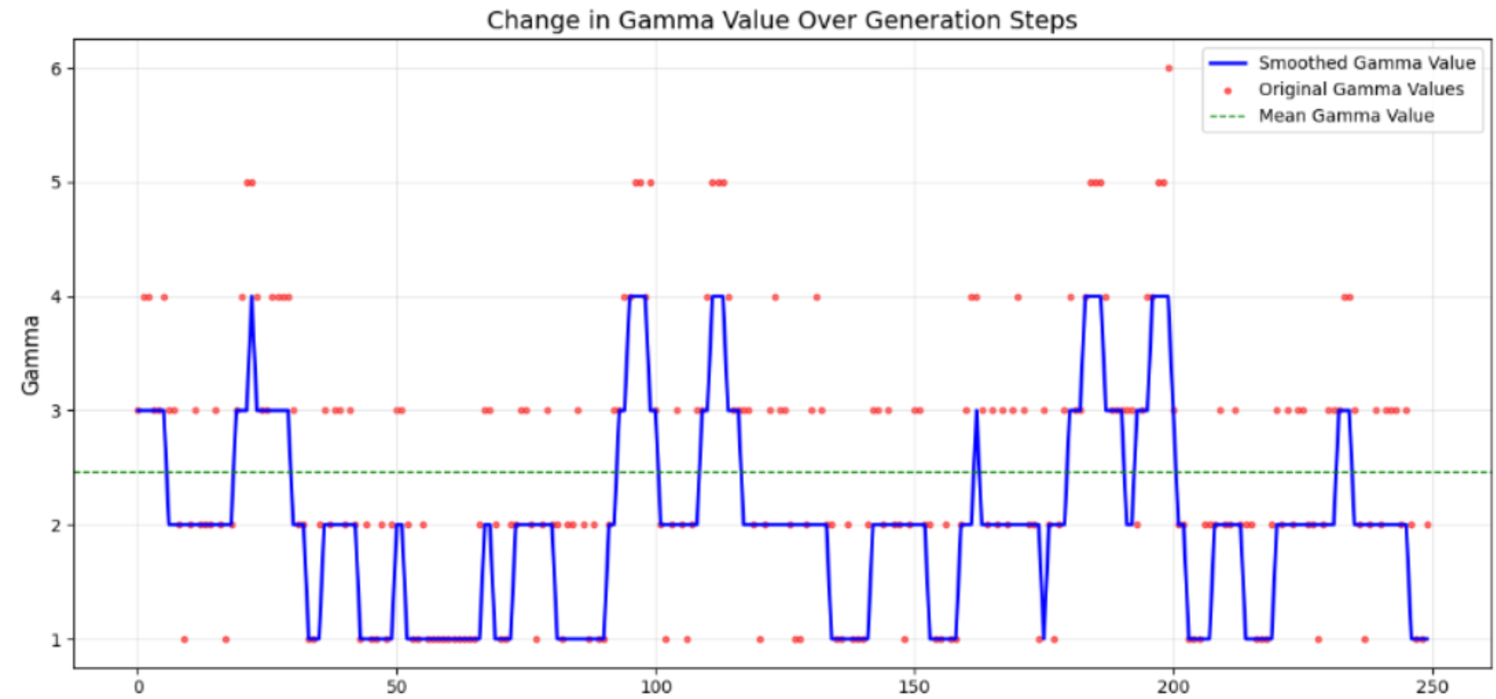 Change in Gamma Value Over Generation Steps
Smoothed Gamma Value
Original Gamma Values
Mean Gamma Value
Gamma
6
5
4
3
2
1
0
50
100
150
200
250